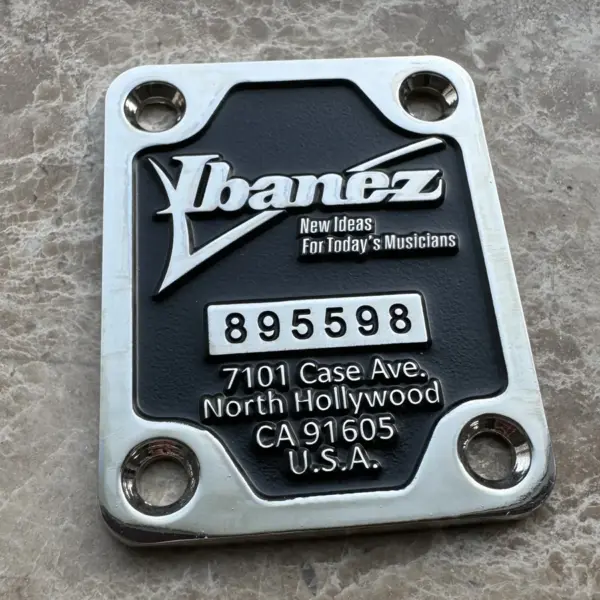 Ibanez
New Ideas
For Today's Musicians
895598
7101 Case Ave.
North Hollywood
CA 91605
U.S.A.